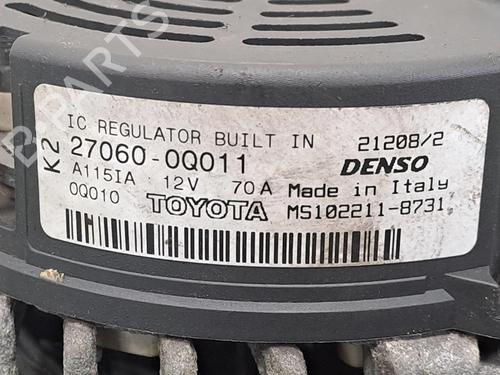 IC REGULATOR BUILT IN 21208/2
K2 27060-0Q011 DENSO
A115IA 12V 70A Made in Italy
0Q010 TOYOTA MS102211-8731
B-PARTS